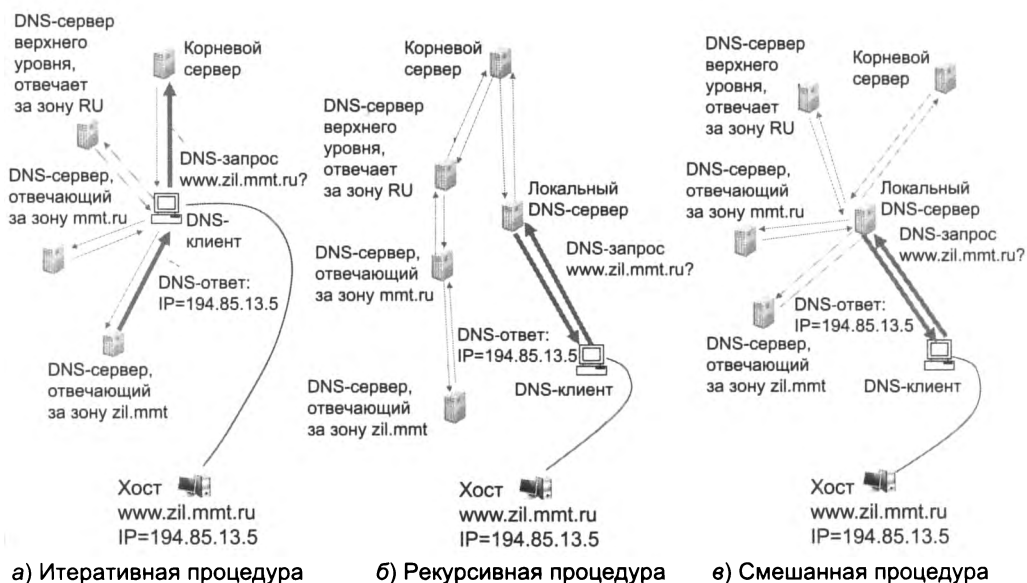 DNS-сервер
верхнего
уровня,
отвечает
за зону RU
Корневой
сервер
DNS-запрос
www.zil.mmt.ru?
DNS-сервер,
отвечающий
за зону mmt.ru
DNS-
клиент
DNS-ответ:
IP=194.85.13.5
DNS-сервер,
отвечающий
за зону zil.mmt
Хост
www.zil.mmt.ru
IP=194.85.13.5
а) Итеративная процедура
Корневой
сервер
DNS-сервер
верхнего
уровня,
отвечает
за зону RU
Локальный
DNS-сервер
DNS-запрос
www.zil.mmt.ru?
DNS-сервер,
отвечающий
за зону mmt.ru
DNS-ответ:
IP=194.85.13.5
DNS-клиент
DNS-сервер,
отвечающий
за зону zil.mmt
Хост
www.zil.mmt.ru
IP=194.85.13.5
б) Рекурсивная процедура
DNS-сервер
верхнего
уровня,
отвечает
за зону RU
Корневой
сервер
DNS-сервер,
отвечающий
за зону mmt.ru
Локальный
DNS-сервер
DNS-запрос
www.zil.mmt.ru?
DNS-ответ:
IP=194.85.13.5
DNS-сервер,
отвечающий
за зону zil.mmt
DNS-клиент
Хост
www.zil.mmt.ru
IP=194.85.13.5
в) Смешанная процедура